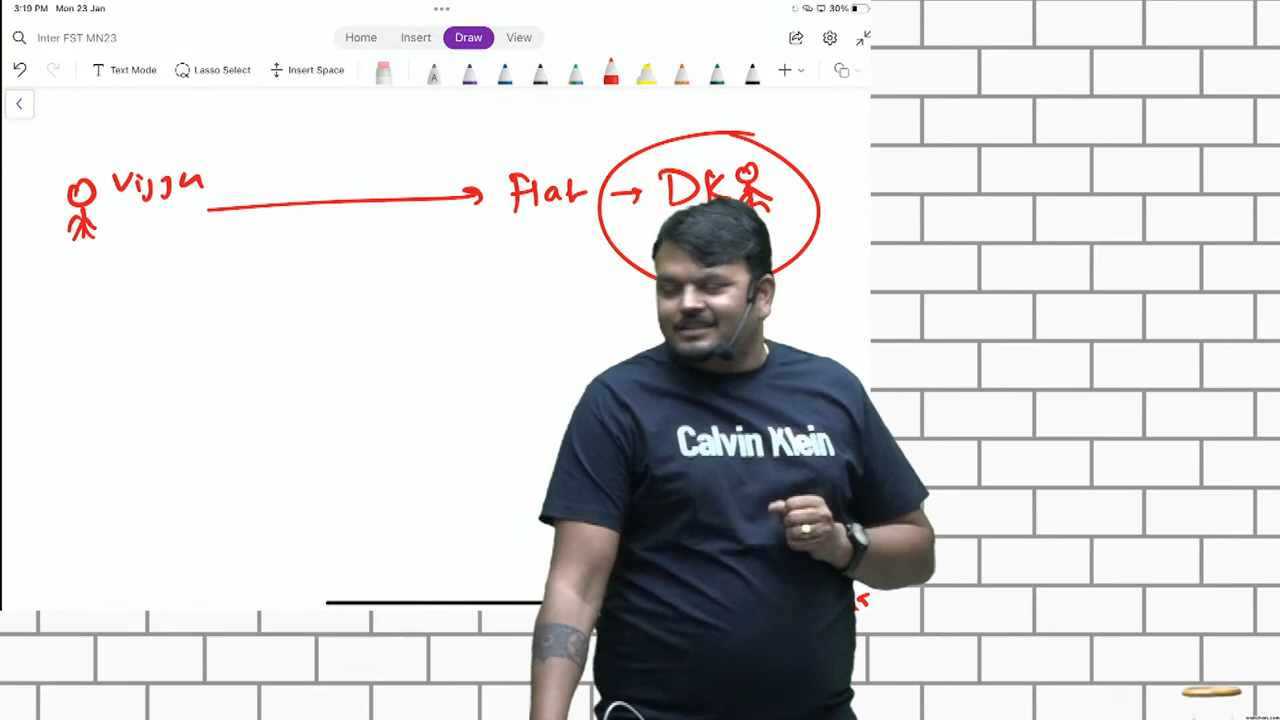 3:19 PM Mon 23 Jan
30%
Inter FST MN23
Home Insert Draw View
Text Mode Lasso Select Insert Space
Flat → DK
Calvin Klein